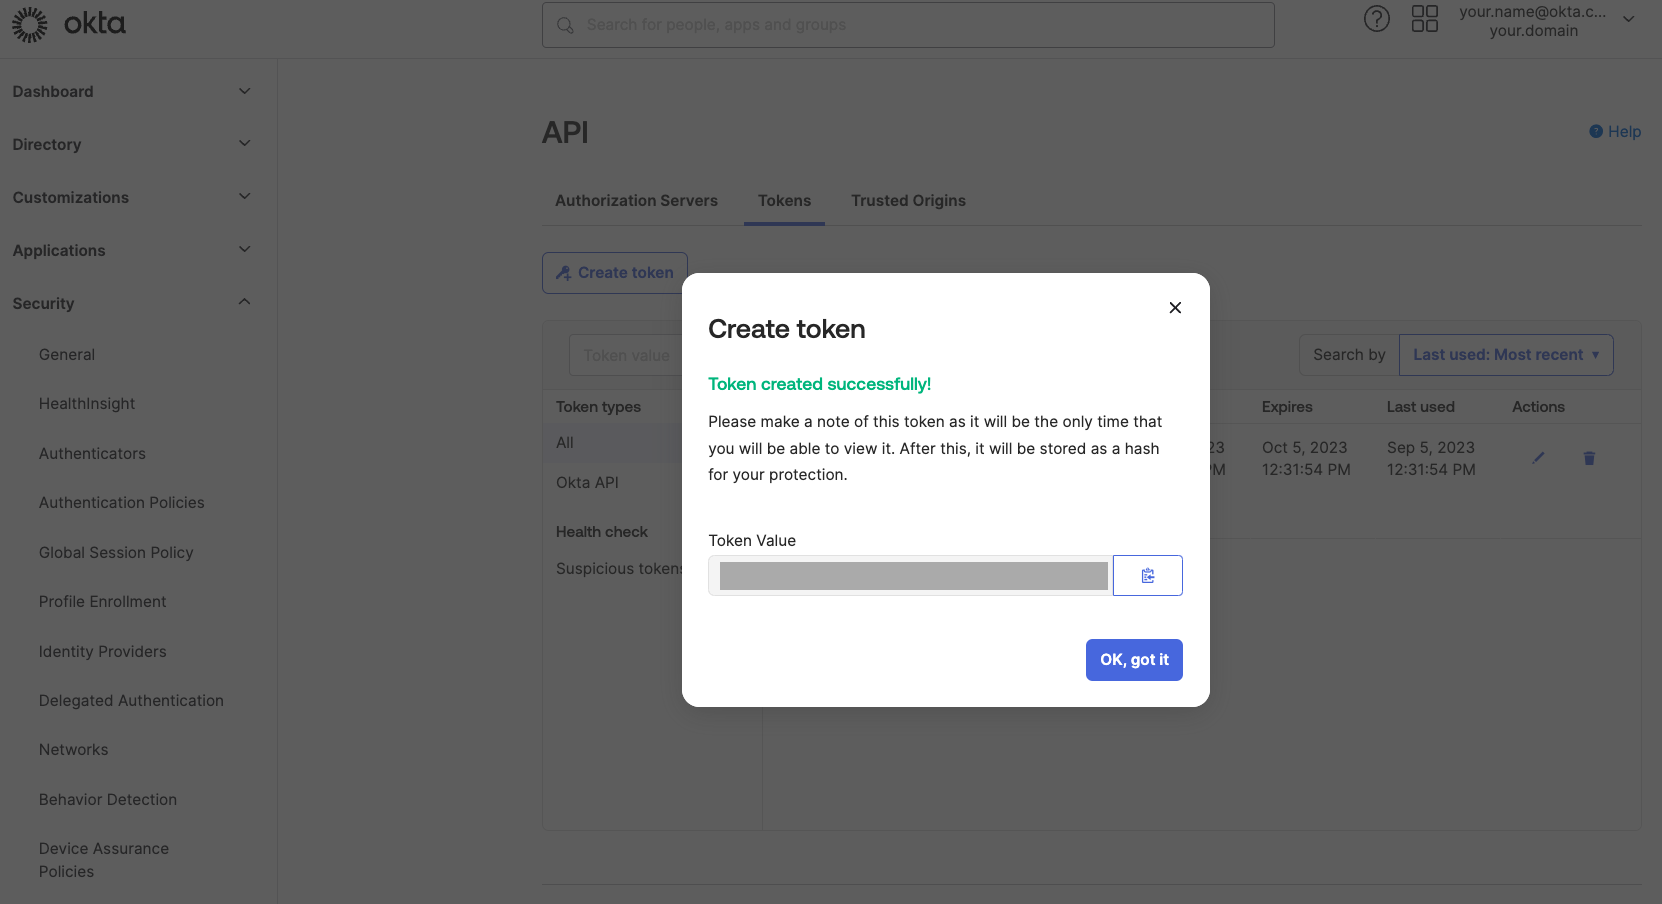 okta
Search for people, apps and groups
your.name@okta.c...
your.domain
Dashboard
Directory
Customizations
Applications
Security
General
HealthInsight
Authenticators
Authentication Policies
Global Session Policy
Profile Enrollment
Identity Providers
Delegated Authentication
Networks
Behavior Detection
Device Assurance
Policies
API
Help
Authorization Servers
Tokens
Trusted Origins
Create token
Token value
Search by
Last used: Most recent
Token types
Expires
Last used
Actions
All
23
Oct 5, 2023
Sep 5, 2023
PM
12:31:54 PM
12:31:54 PM
Okta API
Health check
Suspicious tokens
Create token
Token created successfully!
Please make a note of this token as it will be the only time that
you will be able to view it. After this, it will be stored as a hash
for your protection.
Token Value
OK, got it